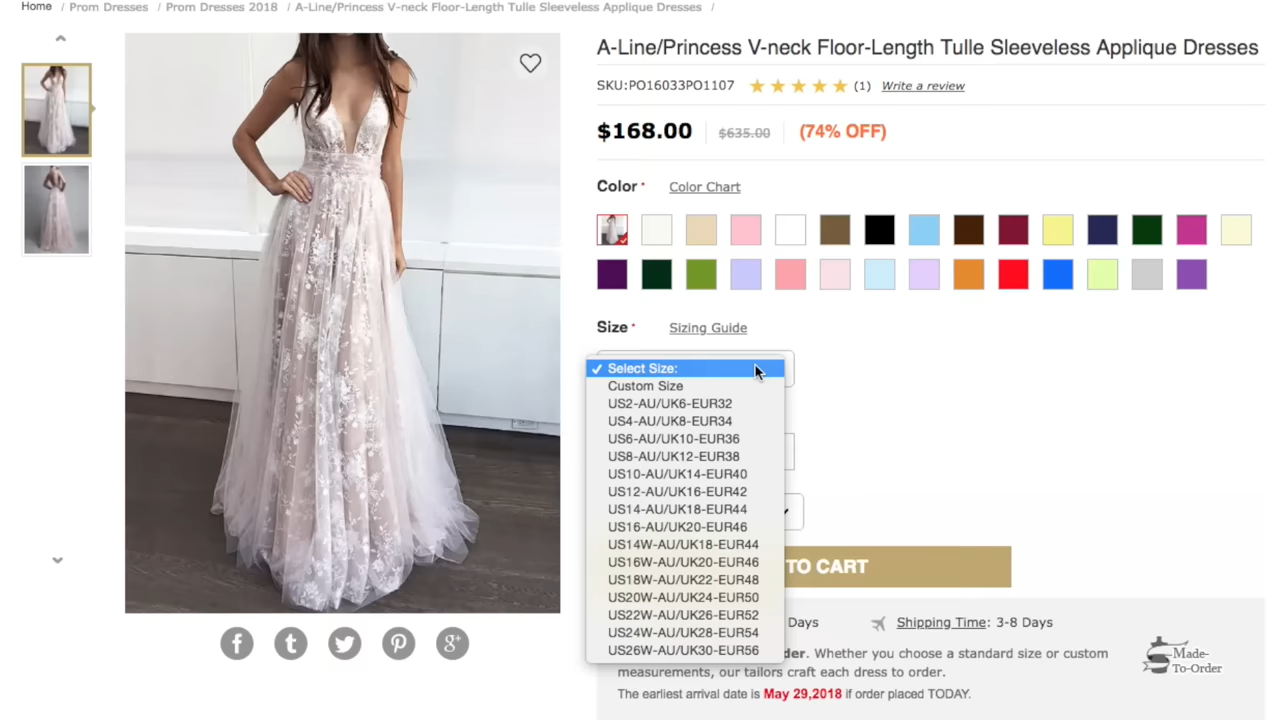 Home / Prom Dresses / Prom Dresses 2018 / A-Line/Princess V-neck Floor-Length Tulle Sleeveless Applique Dresses /
A-Line/Princess V-neck Floor-Length Tulle Sleeveless Applique Dresses
SKU:PO16033PO1107 (1) Write a review
$168.00 $635.00 (74% OFF)
Color * Color Chart
Size * Sizing Guide
✓ Select Size:
Custom Size
US2-AU/UK6-EUR32
US4-AU/UK8-EUR34
US6-AU/UK10-EUR36
US8-AU/UK12-EUR38
US10-AU/UK14-EUR40
US12-AU/UK16-EUR42
US14-AU/UK18-EUR44
US16-AU/UK20-EUR46
US14W-AU/UK18-EUR44
US16W-AU/UK20-EUR46
US18W-AU/UK22-EUR48
US20W-AU/UK24-EUR50
US22W-AU/UK26-EUR52
US24W-AU/UK28-EUR54
US26W-AU/UK30-EUR56
TO CART
Days Shipping Time: 3-8 Days
der. Whether you choose a standard size or custom
measurements, our tailors craft each dress to order.
The earliest arrival date is May 29,2018 if order placed TODAY.
Made-
To-Order
f t p g+